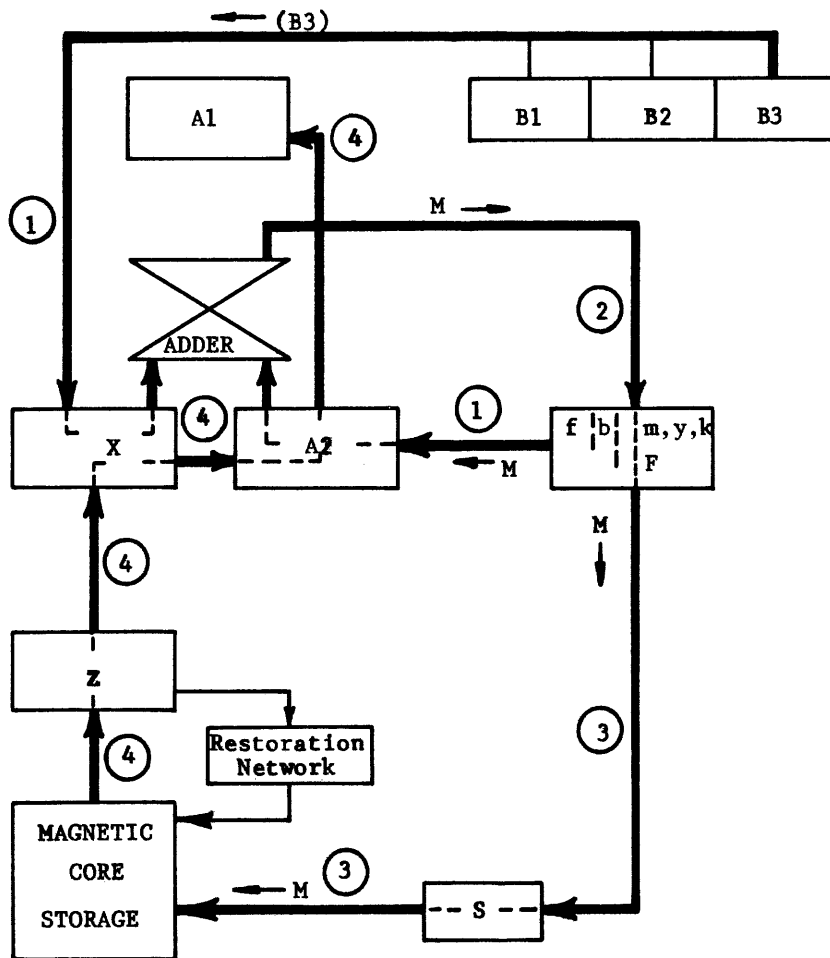 (B3)
A1
B1
B2
B3
4
M
1
2
ADDER
X
4
A2
1
M
f b m,y,k
F
M
4
Z
3
4
Restoration
Network
MAGNETIC
CORE
STORAGE
3
M
S